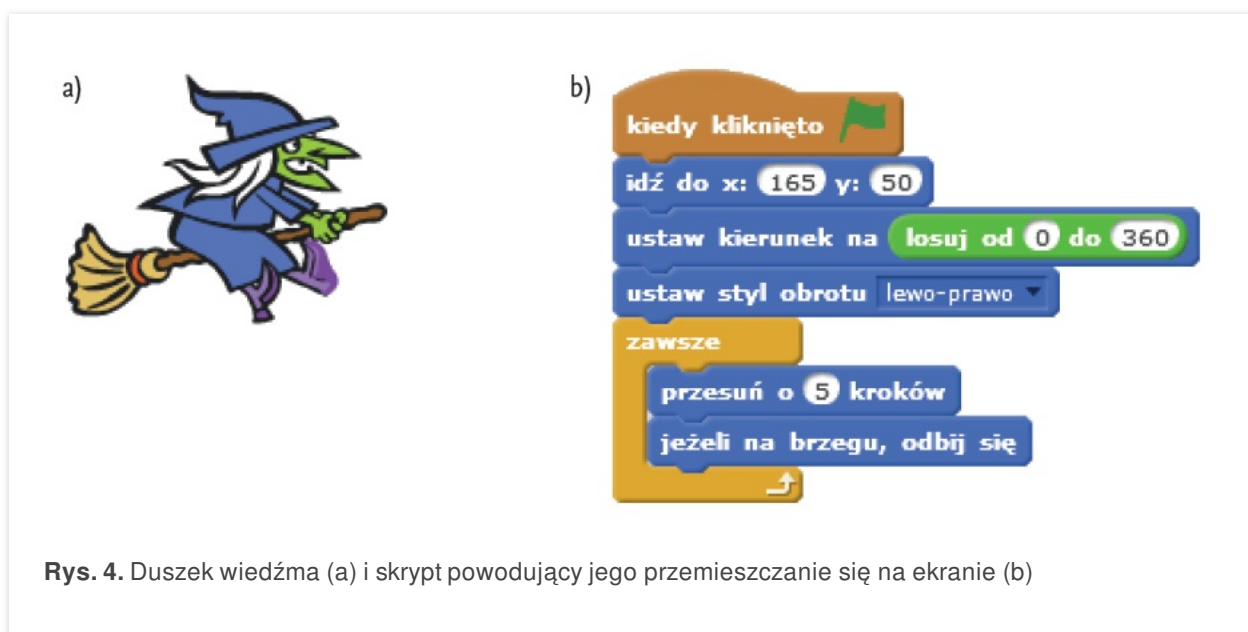 a)
b)
kiedy kliknięto
idź do x: 165 y: 50
ustaw kierunek na losuj od 0 do 360
ustaw styl obrotu lewo-prawo
zawsze
przesuń o 5 kroków
jeżeli na brzegu, odbij się
Rys. 4. Duszek wiedźma (a) i skrypt powodujący jego przemieszczanie się na ekranie (b)